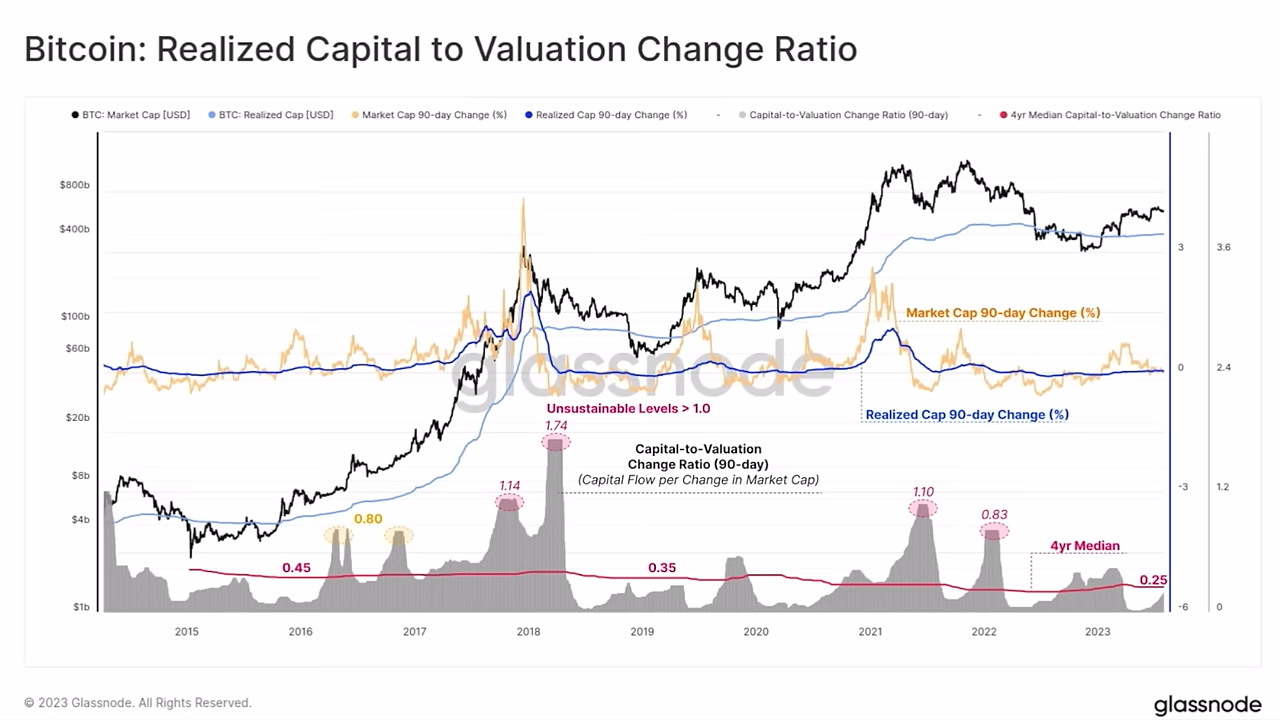 Bitcoin: Realized Capital to Valuation Change Ratio
BTC: Market Cap [USD] BTC: Realized Cap [USD] Market Cap 90-day Change (%) Realized Cap 90-day Change (%) - Capital-to-Valuation Change Ratio (90-day) - 4yr Median Capital-to-Valuation Change Ratio
$800b
$400b
3 3.6
$100b
Market Cap 90-day Change (%)
$60b
glassnode
0 2.4
Unsustainable Levels > 1.0
Realized Cap 90-day Change (%)
$20b
1.74
Capital-to-Valuation
Change Ratio (90-day)
(Capital Flow per Change in Market Cap)
$8b
1.14
1.10
-3 1.2
$4b
0.80
0.83
4yr Median
0.45
0.35
0.25
$1b
-6 0
2015 2016 2017 2018 2019 2020 2021 2022 2023
© 2023 Glassnode. All Rights Reserved.
glassnode